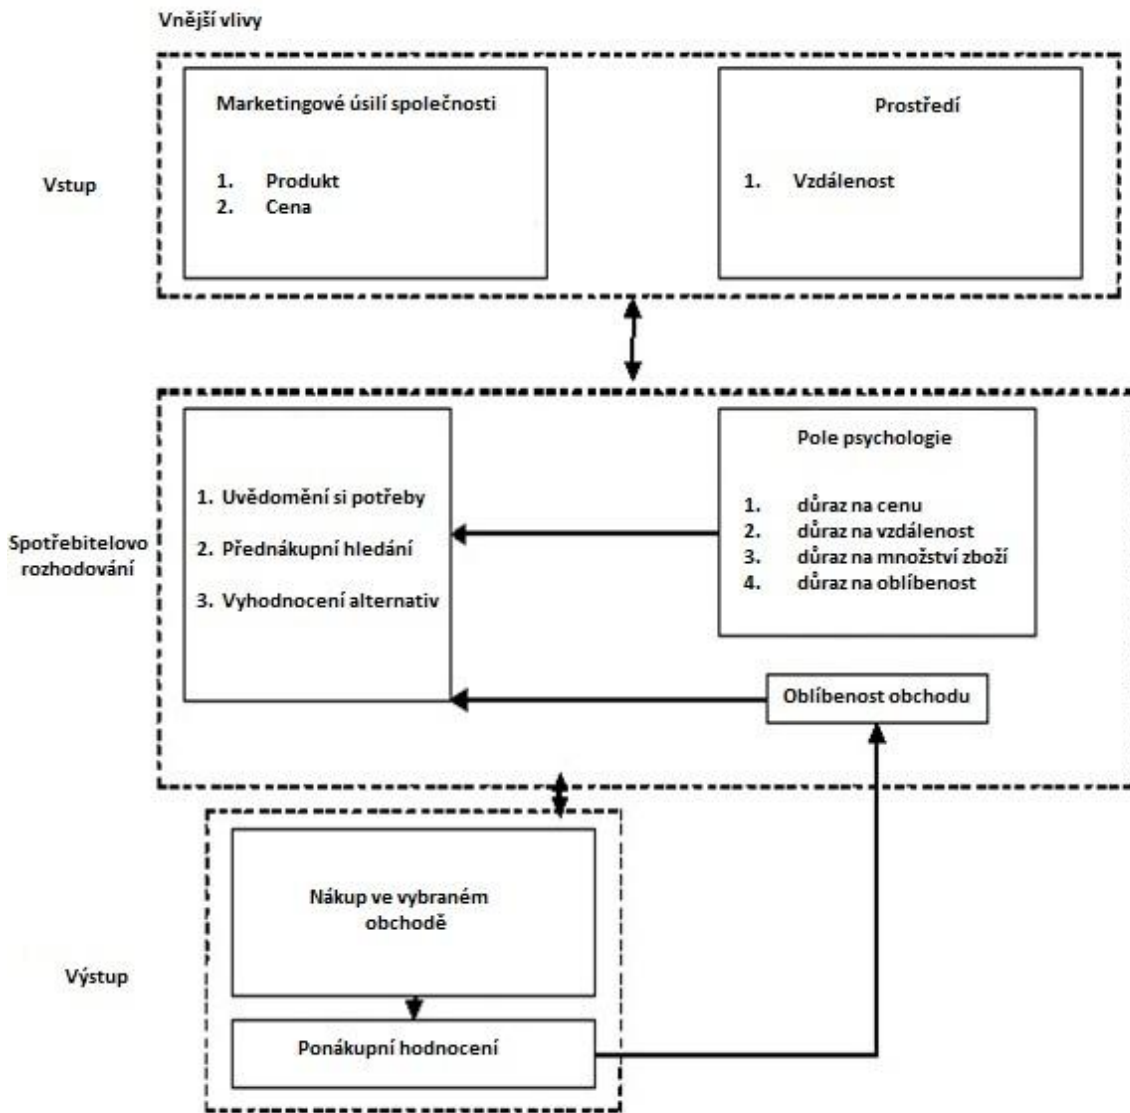 Vnější vlivy
Marketingové úsilí společnosti
1. Produkt
2. Cena
Prostředí
1. Vzdálenost
Vstup
Spotřebitelovo
rozhodování
1. Uvědomění si potřeby
2. Přednákupní hledání
3. Vyhodnocení alternativ
Pole psychologie
1. důraz na cenu
2. důraz na vzdálenost
3. důraz na množství zboží
4. důraz na oblíbenost
Oblíbenost obchodu
Výstup
Nákup ve vybraném
obchodě
Ponákupní hodnocení